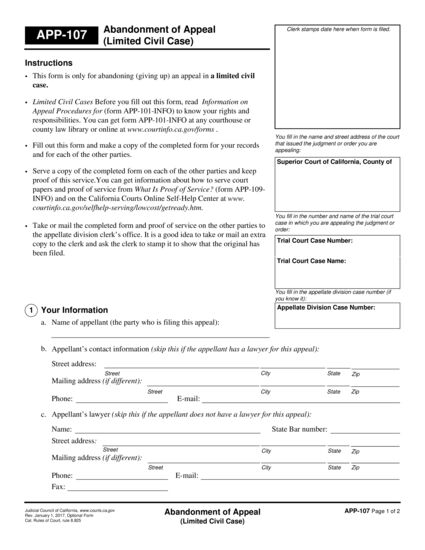 APP-107
Abandonment of Appeal
(Limited Civil Case)
Clerk stamps date here when form is filed.
Instructions
• This form is only for abandoning (giving up) an appeal in a limited civil
case.
• Limited Civil Cases Before you fill out this form, read Information on
Appeal Procedures for (form APP-101-INFO) to know your rights and
responsibilities. You can get form APP-101-INFO at any courthouse or
county law library or online at www.courtinfo.ca.gov/forms .
• Fill out this form and make a copy of the completed form for your records
and for each of the other parties.
• Serve a copy of the completed form on each of the other parties and keep
proof of this service.You can get information about how to serve court
papers and proof of service from What Is Proof of Service? (form APP-109-
INFO) and on the California Courts Online Self-Help Center at www.
courtinfo.ca.gov/selfhelp-serving/lowcost/getready.htm.
• Take or mail the completed form and proof of service on the other parties to
the appellate division clerk's office. It is a good idea to take or mail an extra
copy to the clerk and ask the clerk to stamp it to show that the original has
been filed.
You fill in the name and street address of the court
that issued the judgment or order you are
appealing:
Superior Court of California, County of
You fill in the number and name of the trial court
case in which you are appealing the judgment or
order:
Trial Court Case Number:
Trial Court Case Name:
You fill in the appellate division case number (if
you know it):
Appellate Division Case Number:
1 Your Information
a. Name of appellant (the party who is filing this appeal):
b. Appellant's contact information (skip this if the appellant has a lawyer for this appeal):
Street address:
Street City State Zip
Mailing address (if different):
Street City State Zip
Phone: E-mail:
c. Appellant's lawyer (skip this if the appellant does not have a lawyer for this appeal):
Name: State Bar number:
Street address:
Street City State Zip
Mailing address (if different):
Street City State Zip
Phone: E-mail:
Fax:
Judicial Council of California, www.courts.ca.gov
Rev. January 1, 2017, Optional Form
Cal. Rules of Court, rule 8.825
Abandonment of Appeal
(Limited Civil Case)
APP-107 Page 1 of 2